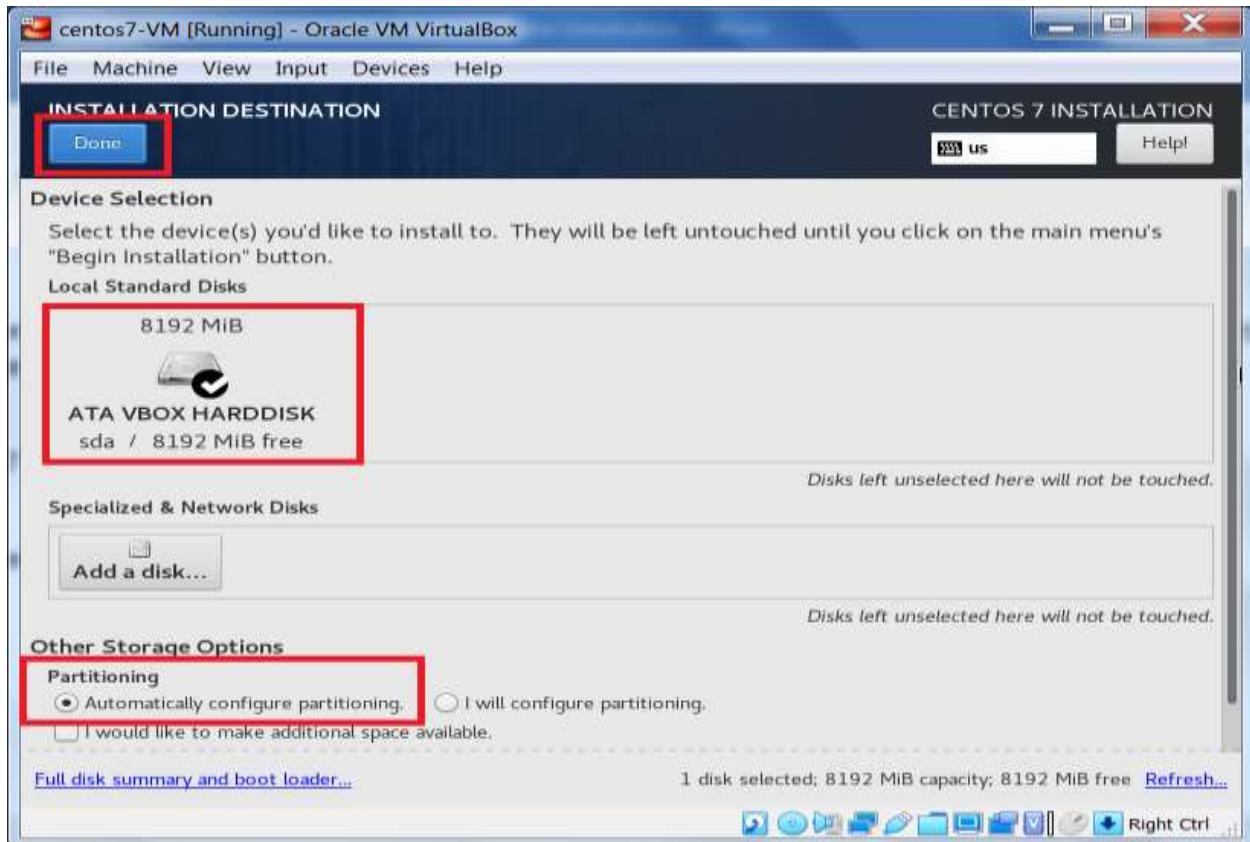 centos7-VM [Running] - Oracle VM VirtualBox
File Machine View Input Devices Help
INSTALLATION DESTINATION
CENTOS 7 INSTALLATION
Done
us
Help!
Device Selection
Select the device(s) you'd like to install to. They will be left untouched until you click on the main menu's
"Begin Installation" button.
Local Standard Disks
8192 MiB
ATA VBOX HARDDISK
sda / 8192 MiB free
Disks left unselected here will not be touched.
Specialized & Network Disks
Add a disk...
Disks left unselected here will not be touched.
Other Storage Options
Partitioning
Automatically configure partitioning. I will configure partitioning.
I would like to make additional space available.
Full disk summary and boot loader... 1 disk selected; 8192 MiB capacity; 8192 MiB free Refresh...
Right Ctrl